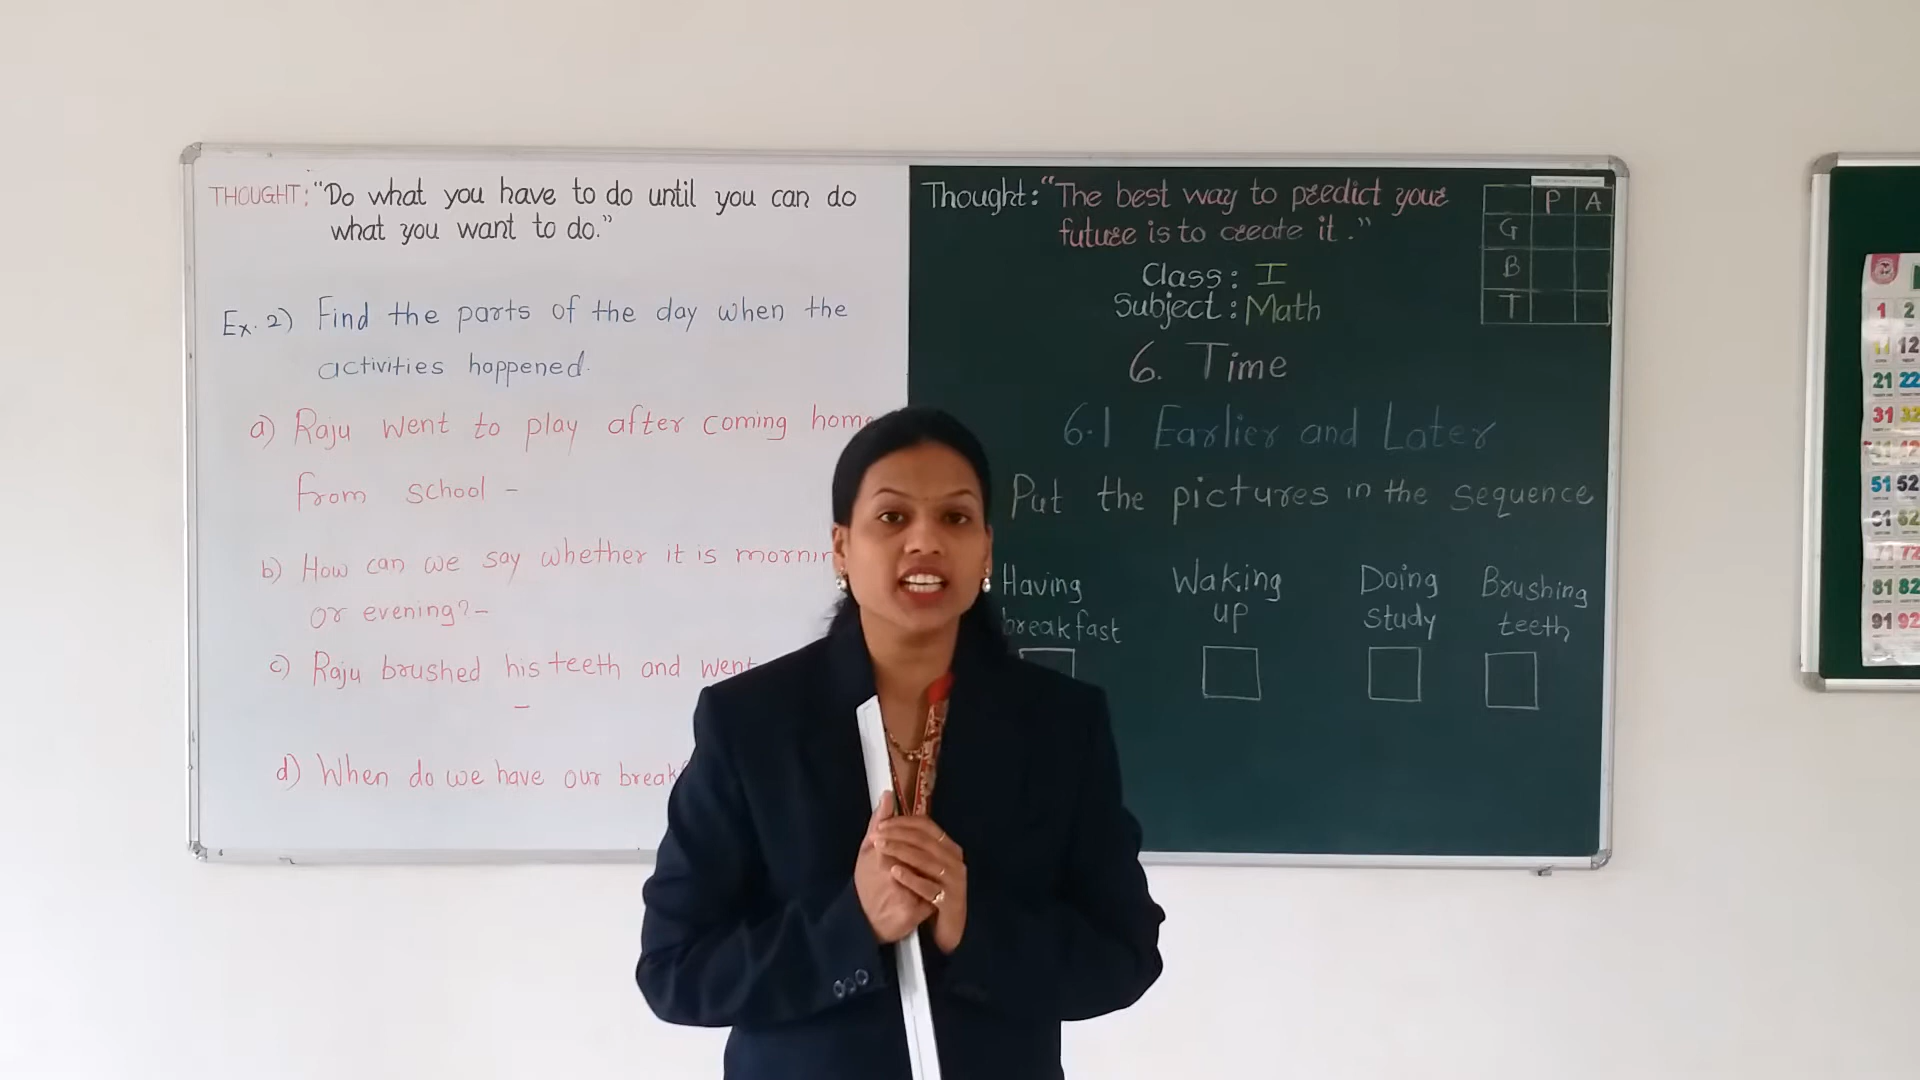 THOUGHT: "Do what you have to do until you can do
what you want to do."
Ex. 2) Find the parts of the day when the
activities happened.
a) Raju went to play after coming home
from school -
b) How can we say whether it is
or evening? -
c) Raju brushed his teeth and went
-
d) When do we have our
Thought: "The best way to predict your
future is to create it."
Class: I
Subject: Math
6. Time
6.1 Earlier and Later
Put the pictures in the sequence
Having
breakfast
Waking
up
Doing
study
Brushing
teeth
P A
G
B
T
1 2
11 12
21 22
31 32
51 52
61 62
71 72
81 82
91 92